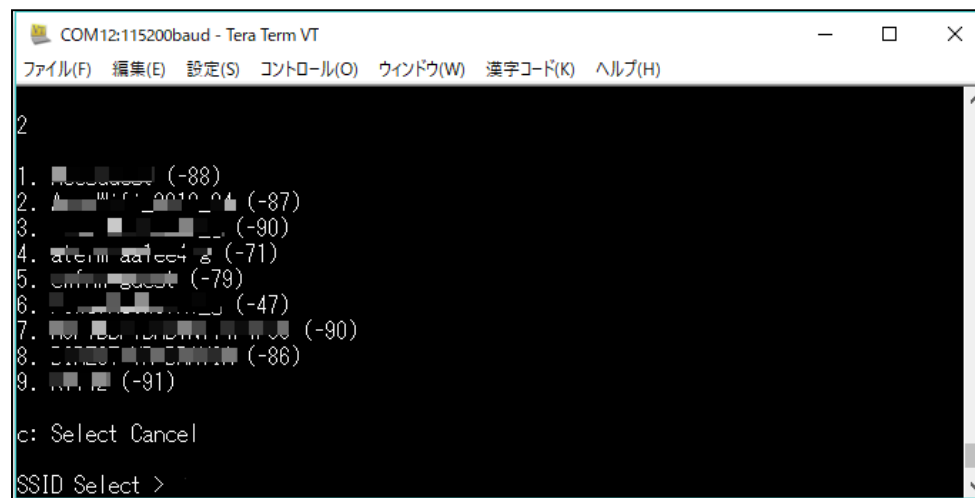 COM12:115200baud - Tera Term VT
ファイル(F) 編集(E) 設定(S) コントロール(O) ウィンドウ(W) 漢字コード(K) ヘルプ(H)
2
1. (-88)
2. (-87)
3. (-90)
4. (-71)
5. (-79)
6. (-47)
7. (-90)
8. (-86)
9. (-91)
c: Select Cancel
SSID Select >